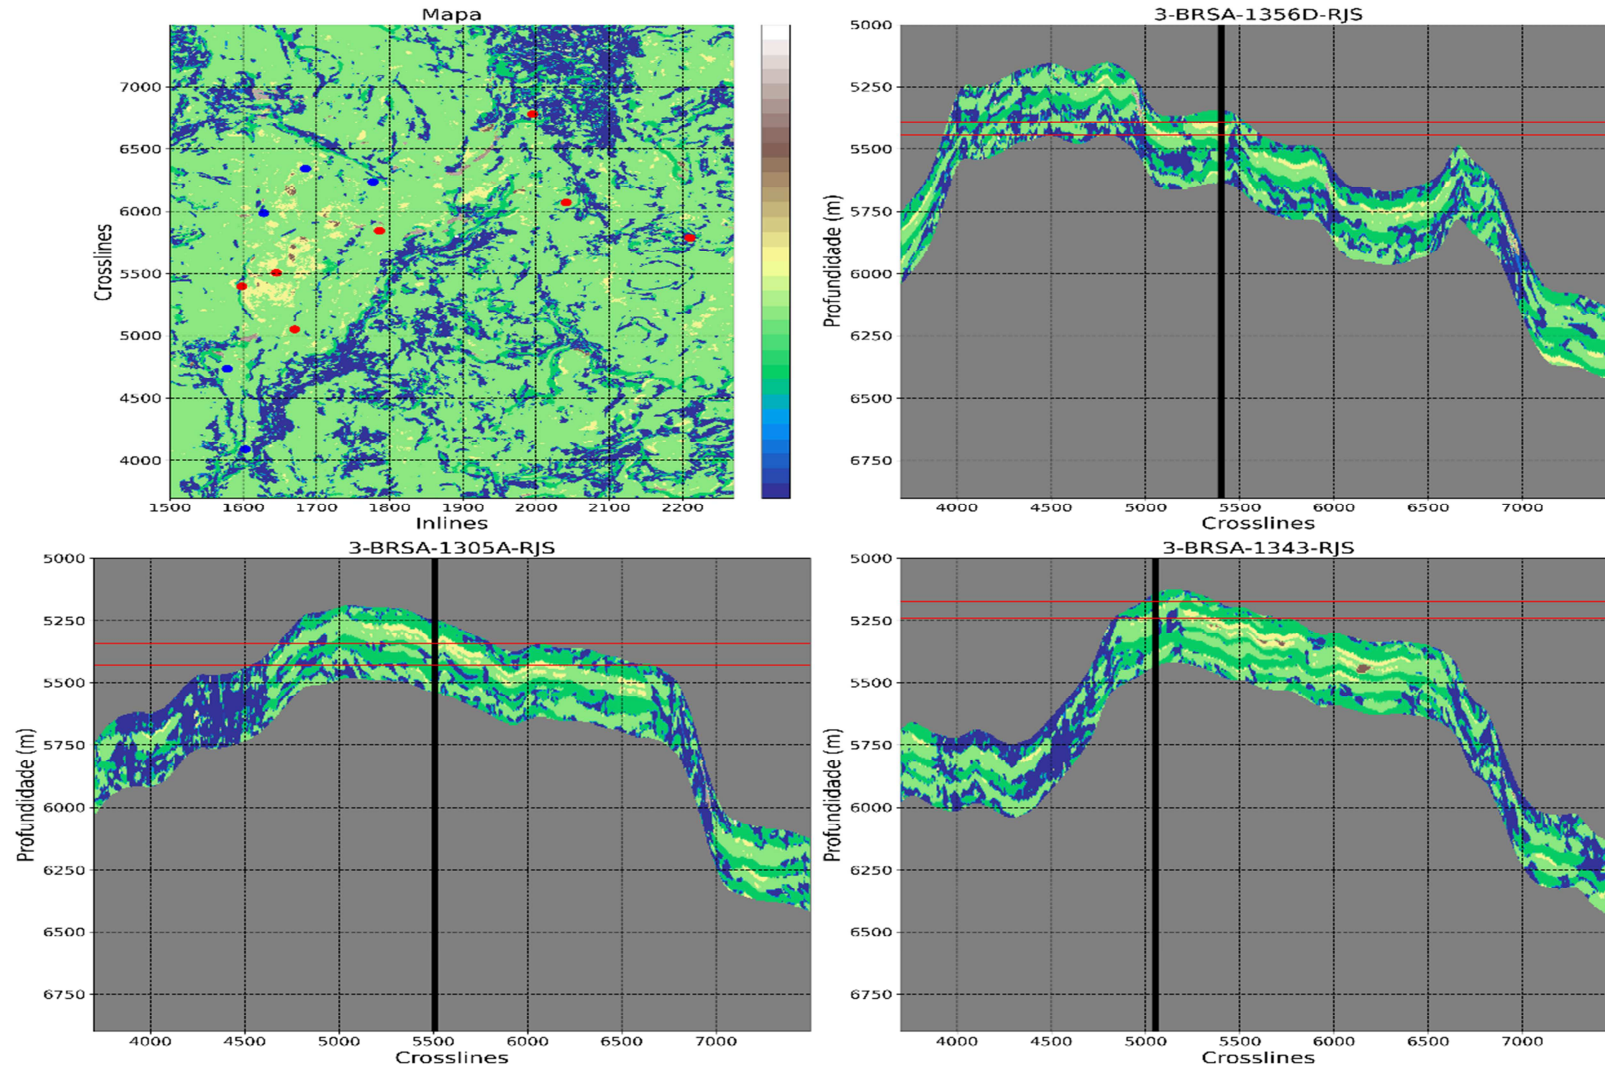 Mapa
7000
6500
6000
5500
5000
4500
4000
Crosslines
1500 1600 1700 1800 1900 2000 2100 2200
Inlines
3-BRSA-1356D-RJS
5000
5250
5500
5750
6000
6250
6500
6750
Profundidade (m)
4000 4500 5000 5500 6000 6500 7000
Crosslines
3-BRSA-1305A-RJS
5000
5250
5500
5750
6000
6250
6500
6750
Profundidade (m)
4000 4500 5000 5500 6000 6500 7000
Crosslines
3-BRSA-1343-RJS
5000
5250
5500
5750
6000
6250
6500
6750
Profundidade (m)
4000 4500 5000 5500 6000 6500 7000
Crosslines